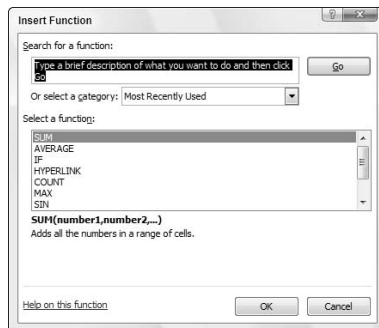 Insert Function
Search for a function:
Type a brief description of what you want to do and then click
Go
Go
Or select a category: Most Recently Used
Select a function:
SUM
AVERAGE
IF
HYPERLINK
COUNT
MAX
SIN
SUM(number1,number2,...)
Adds all the numbers in a range of cells.
Help on this function
OK
Cancel